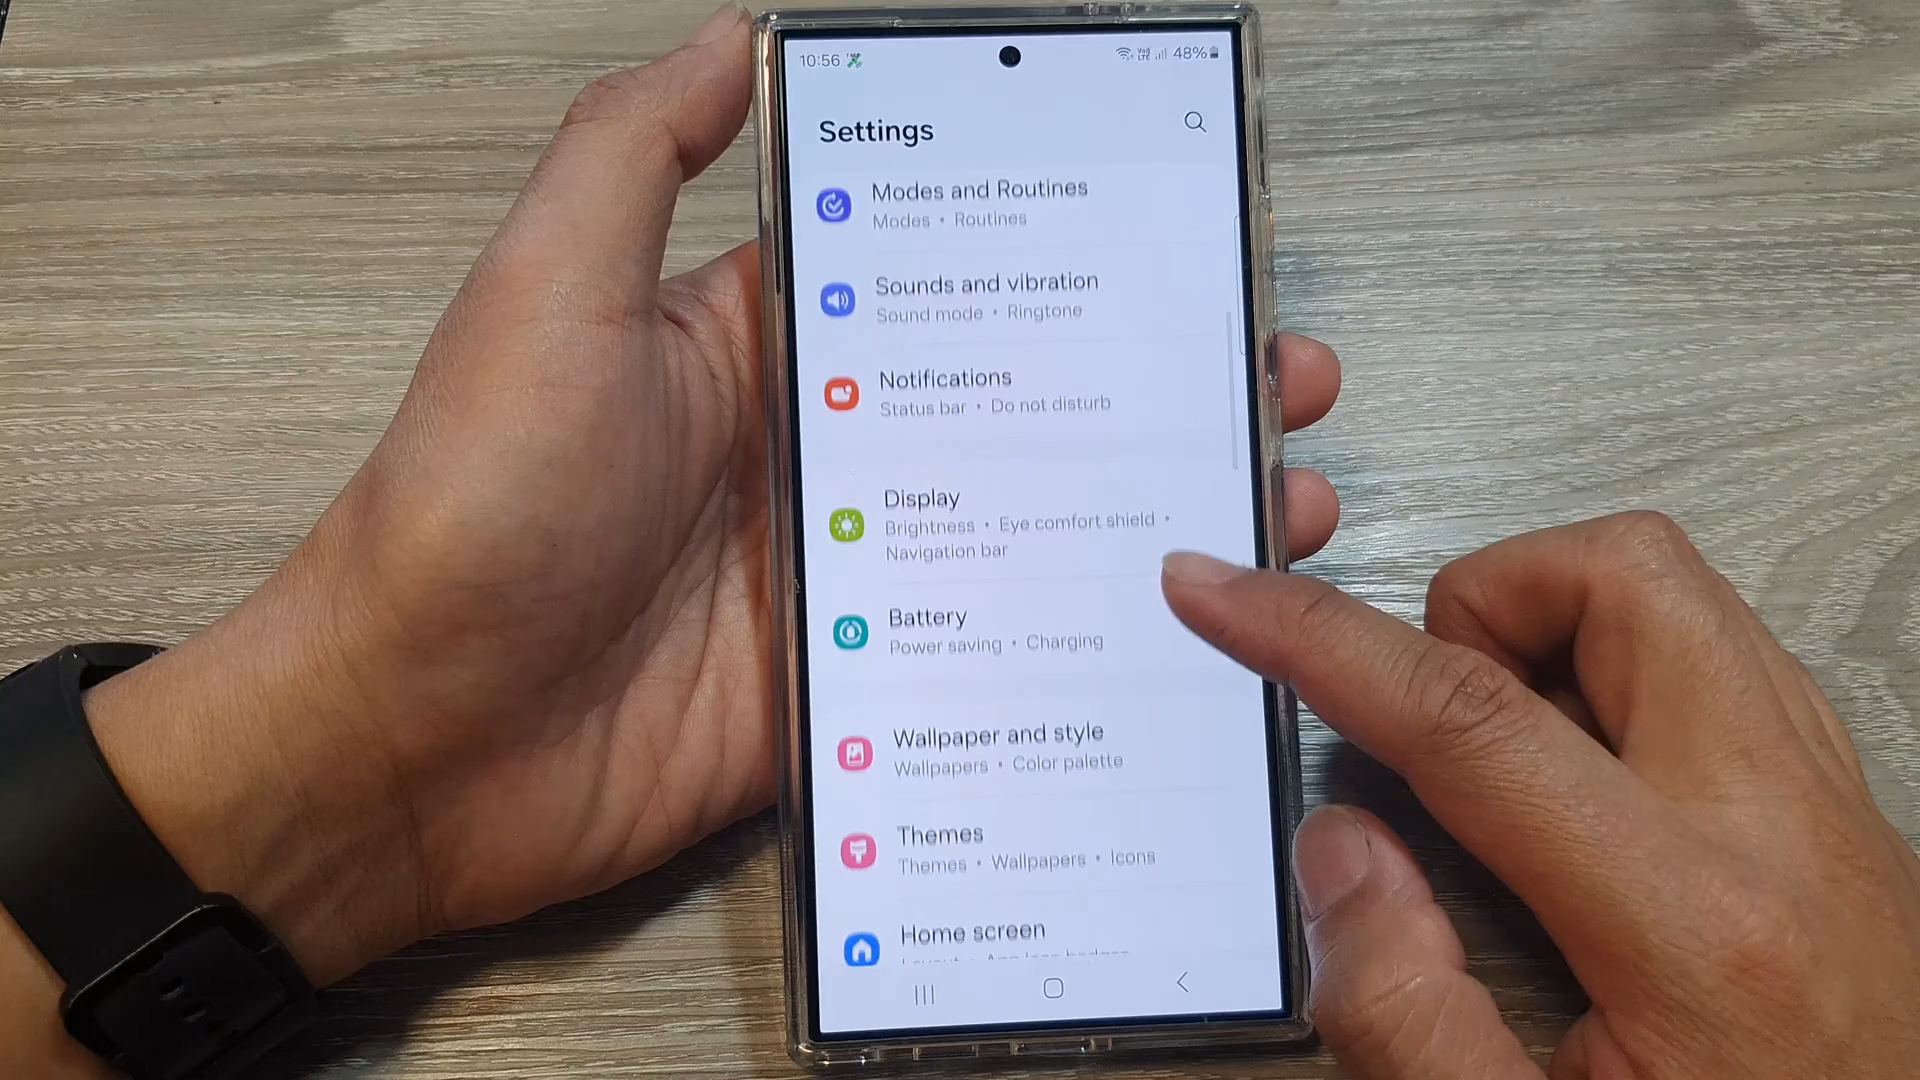 10:56
Vo)) LTE 48%
Settings
Modes and Routines
Modes • Routines
Sounds and vibration
Sound mode • Ringtone
Notifications
Status bar • Do not disturb
Display
Brightness • Eye comfort shield •
Navigation bar
Battery
Power saving • Charging
Wallpaper and style
Wallpapers • Color palette
Themes
Themes • Wallpapers • Icons
Home screen